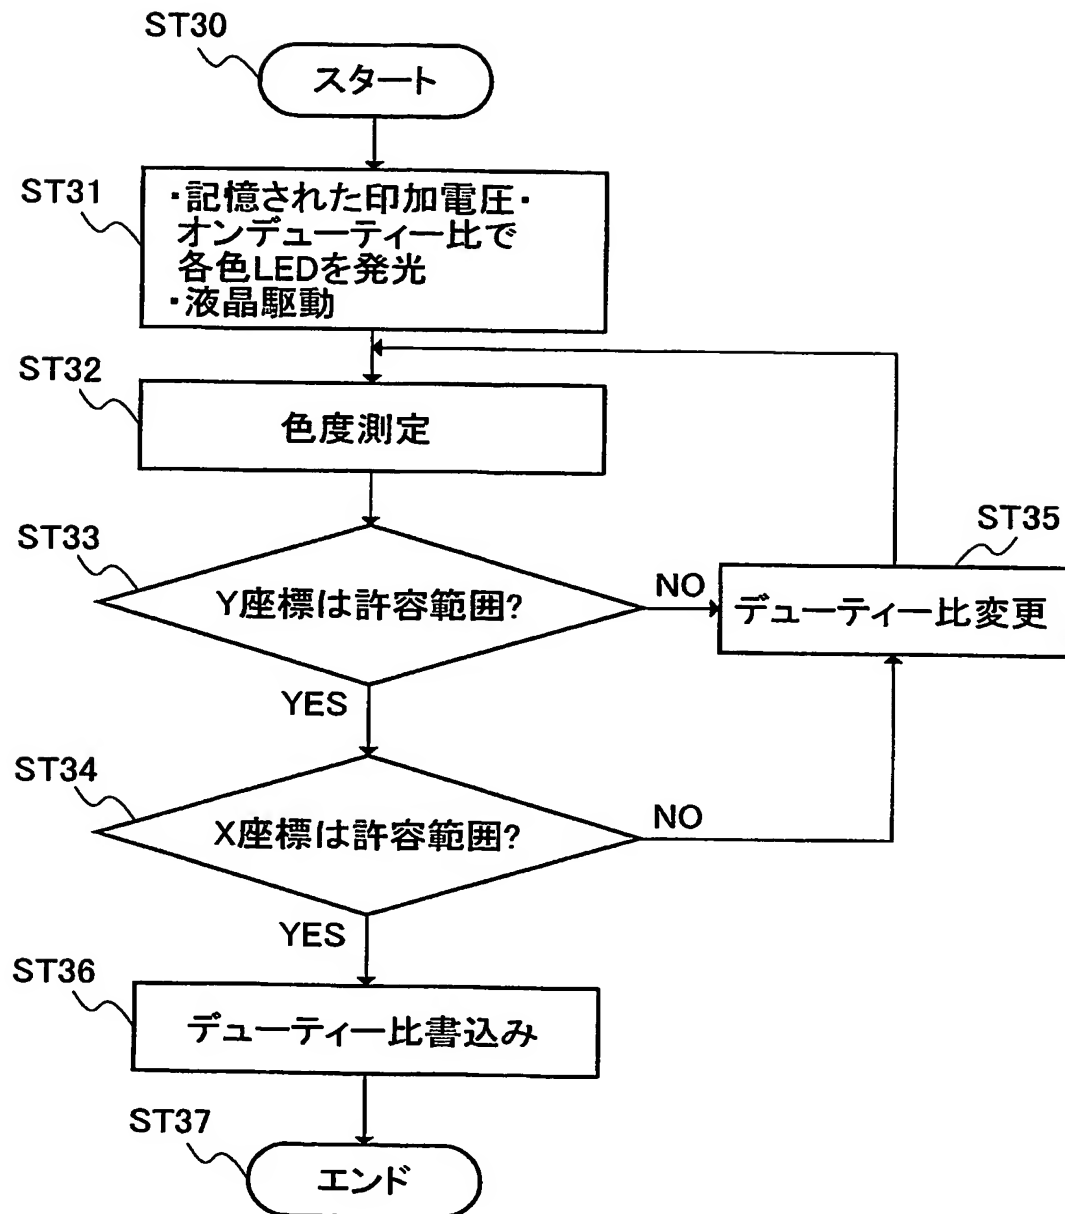 ST30
スタート
ST31
・記憶された印加電圧・
オンデューティー比で
各色LEDを発光
・液晶駆動
ST32
色度測定
ST33
Y座標は許容範囲?
NO
ST35
デューティー比変更
YES
ST34
X座標は許容範囲?
NO
YES
ST36
デューティー比書込み
ST37
エンド